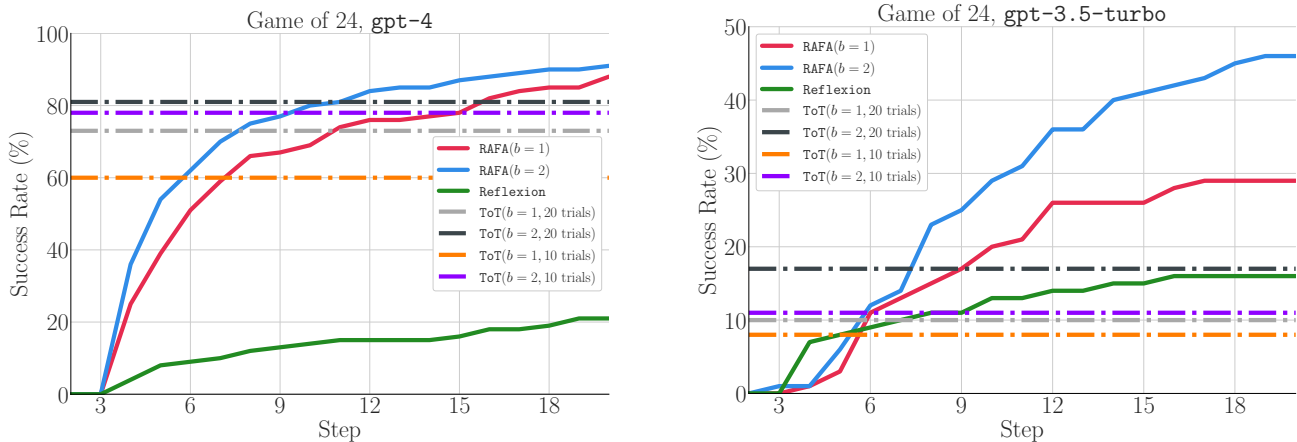 Game of 24, gpt-4
100
80
60
40
20
0
Success Rate (%)
3 6 9 12 15 18
Step
RAFA(b = 1)
RAFA(b = 2)
Reflexion
ToT(b = 1, 20 trials)
ToT(b = 2, 20 trials)
ToT(b = 1, 10 trials)
ToT(b = 2, 10 trials)
Game of 24, gpt-3.5-turbo
50
40
30
20
10
0
Success Rate (%)
3 6 9 12 15 18
Step
RAFA(b = 1)
RAFA(b = 2)
Reflexion
ToT(b = 1, 20 trials)
ToT(b = 2, 20 trials)
ToT(b = 1, 10 trials)
ToT(b = 2, 10 trials)